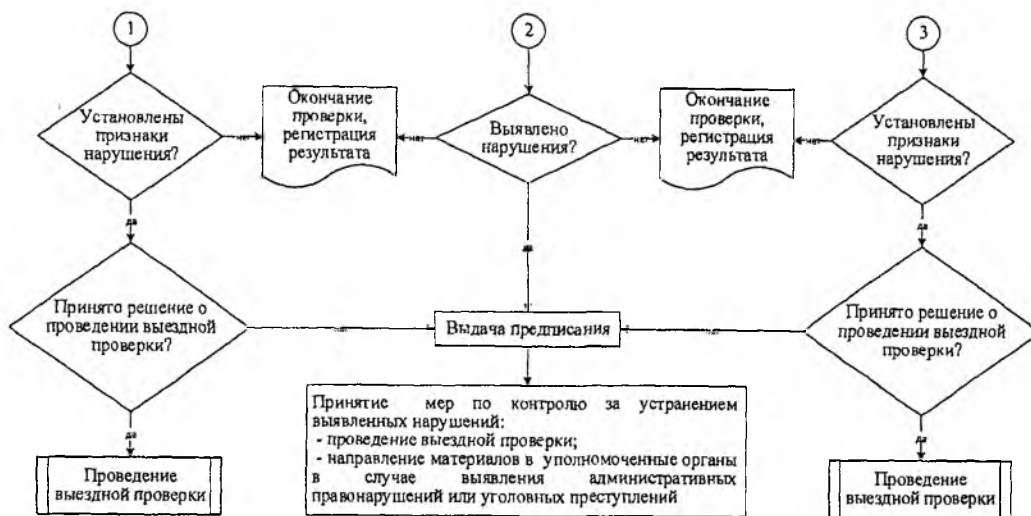 1
2
3
Установлены
признаки
нарушения?
нет
Окончание
проверки,
регистрация
результата
нет
Выявлено
нарушения?
нет
Окончание
проверки,
регистрация
результата
нет
Установлены
признаки
нарушения?
да
да
да
Принято решение о
проведении выездной
проверки?
нет
Выдача предписания
нет
Принято решение о
проведении выездной
проверки?
да
Проведение
выездной проверки
Принятие мер по контролю за устранением
выявленных нарушений:
- проведение выездной проверки;
- направление материалов в уполномоченные органы
в случае выявления административных
правонарушений или уголовных преступлений
да
Проведение
выездной проверки